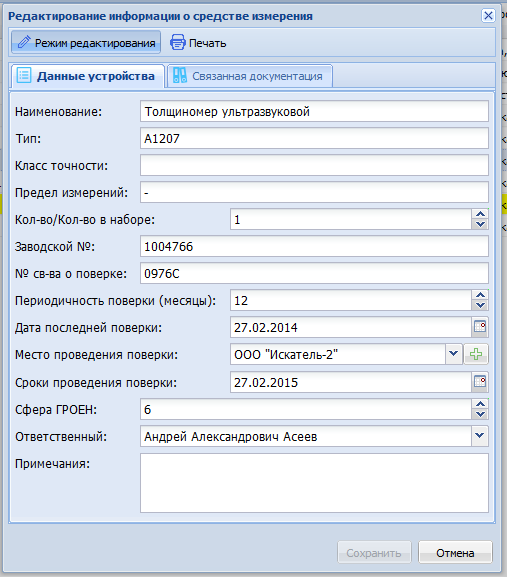 Редактирование информации о средстве измерения
Режим редактирования Печать
Данные устройства Связанная документация
Наименование: Толщиномер ультразвуковой
Тип: А1207
Класс точности:
Предел измерений: -
Кол-во/Кол-во в наборе: 1
Заводской №: 1004766
№ св-ва о поверке: 0976С
Периодичность поверки (месяцы): 12
Дата последней поверки: 27.02.2014
Место проведения поверки: ООО "Искатель-2"
Сроки проведения поверки: 27.02.2015
Сфера ГРОЕН: 6
Ответственный: Андрей Александрович Асеев
Примечания:
Сохранить Отмена